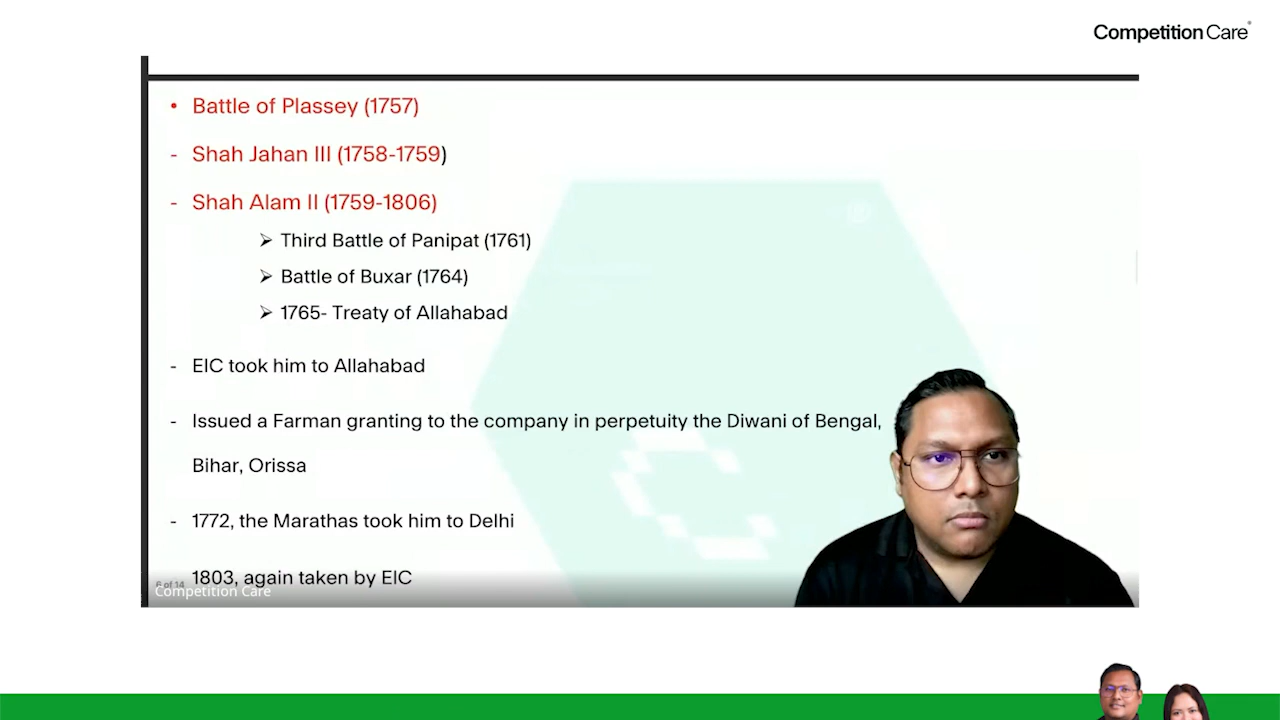 Competition Care
• Battle of Plassey (1757)
- Shah Jahan III (1758-1759)
- Shah Alam II (1759-1806)
➢ Third Battle of Panipat (1761)
➢ Battle of Buxar (1764)
➢ 1765- Treaty of Allahabad
- EIC took him to Allahabad
- Issued a Farman granting to the company in perpetuity the Diwani of Bengal,
Bihar, Orissa
- 1772, the Marathas took him to Delhi
1803, again taken by EIC
6 of 14
Competition Care